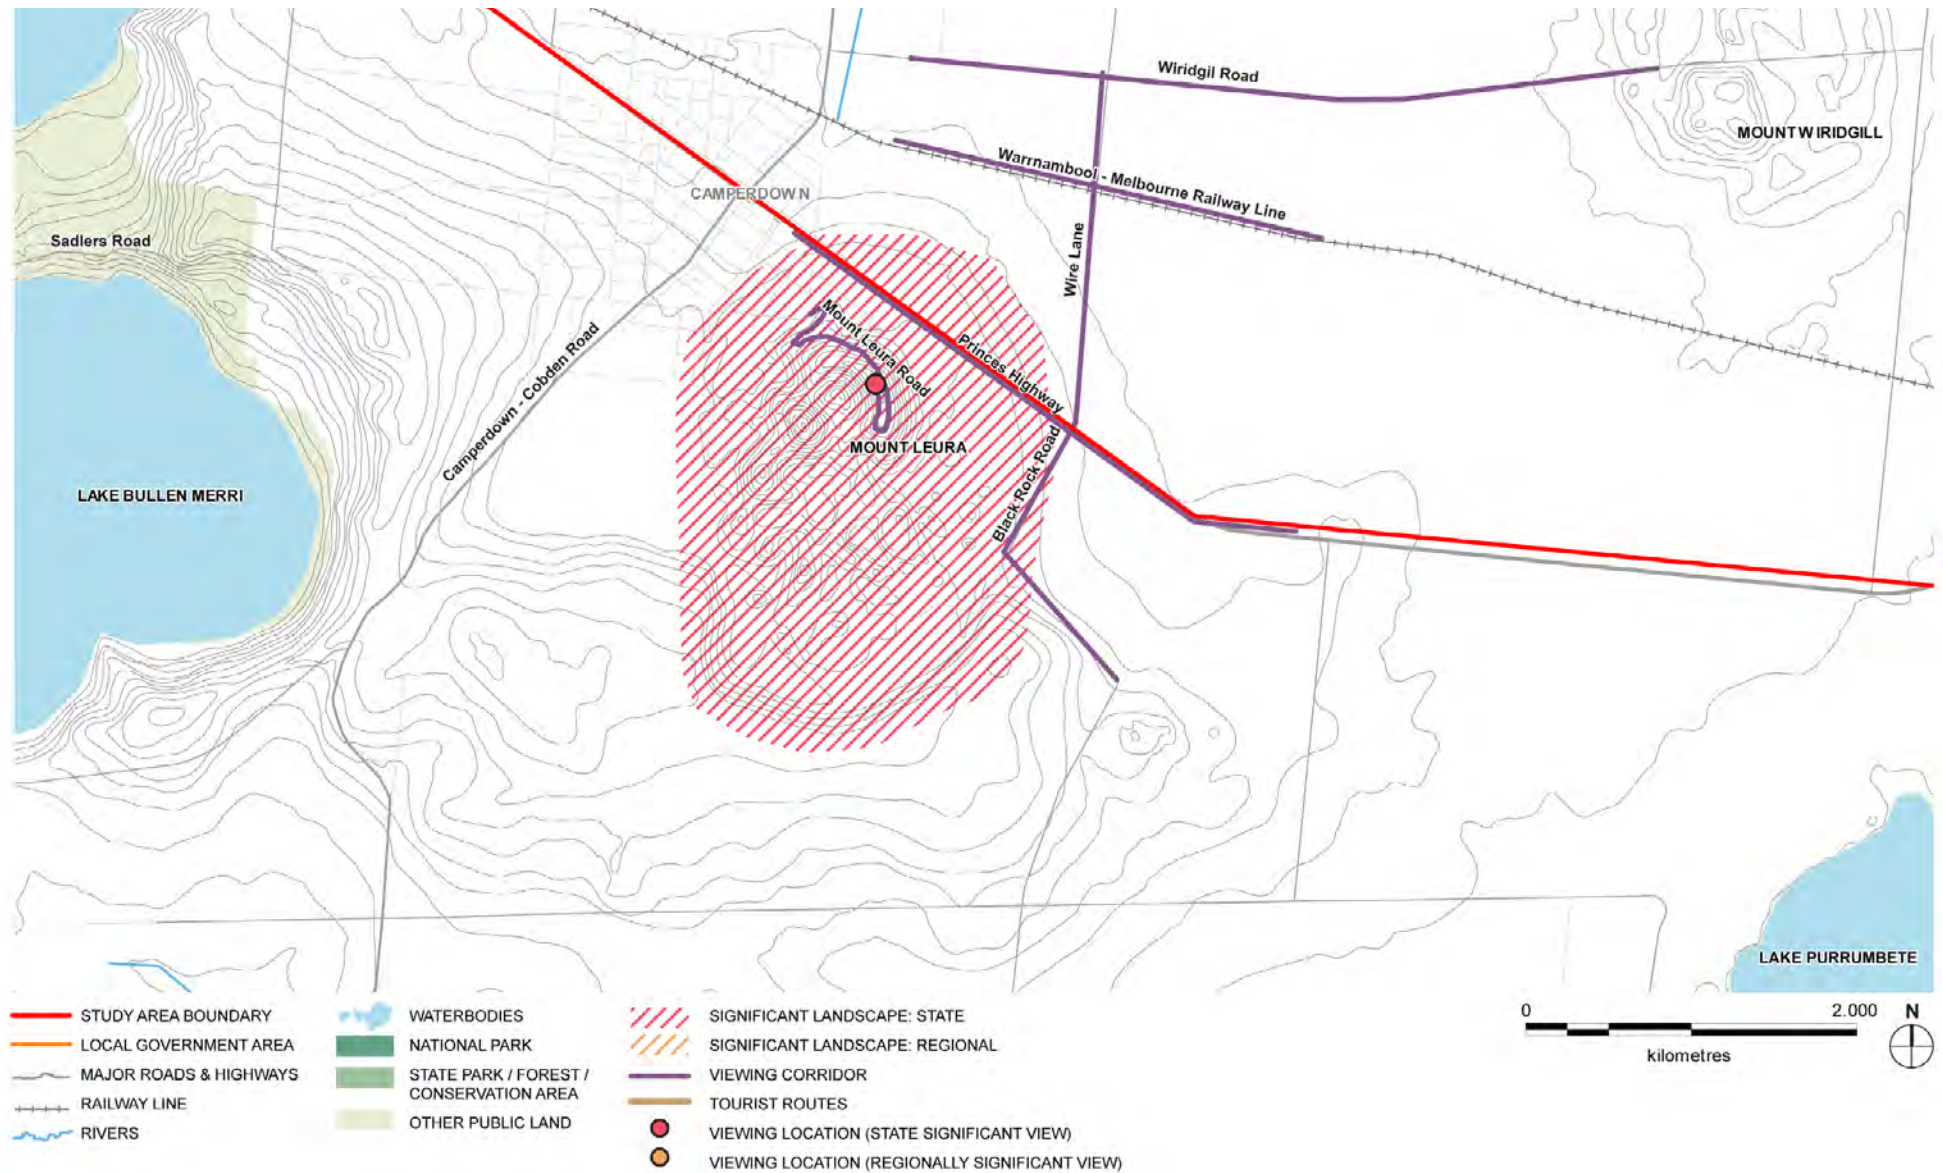 Wiridgil Road
MOUNT WIRIDGILL
Warrnambool - Melbourne Railway Line
CAMPERDOWN
Sadlers Road
Wire Lane
Mount Leura Road
Princes Highway
Camperdown - Cobden Road
MOUNT LEURA
Black Rock Road
LAKE BULLEN MERRI
LAKE PURRUMBETE
STUDY AREA BOUNDARY
LOCAL GOVERNMENT AREA
MAJOR ROADS & HIGHWAYS
RAILWAY LINE
RIVERS
WATERBODIES
NATIONAL PARK
STATE PARK / FOREST /
CONSERVATION AREA
OTHER PUBLIC LAND
SIGNIFICANT LANDSCAPE: STATE
SIGNIFICANT LANDSCAPE: REGIONAL
VIEWING CORRIDOR
TOURIST ROUTES
VIEWING LOCATION (STATE SIGNIFICANT VIEW)
VIEWING LOCATION (REGIONALLY SIGNIFICANT VIEW)
0 2.000
kilometres
N